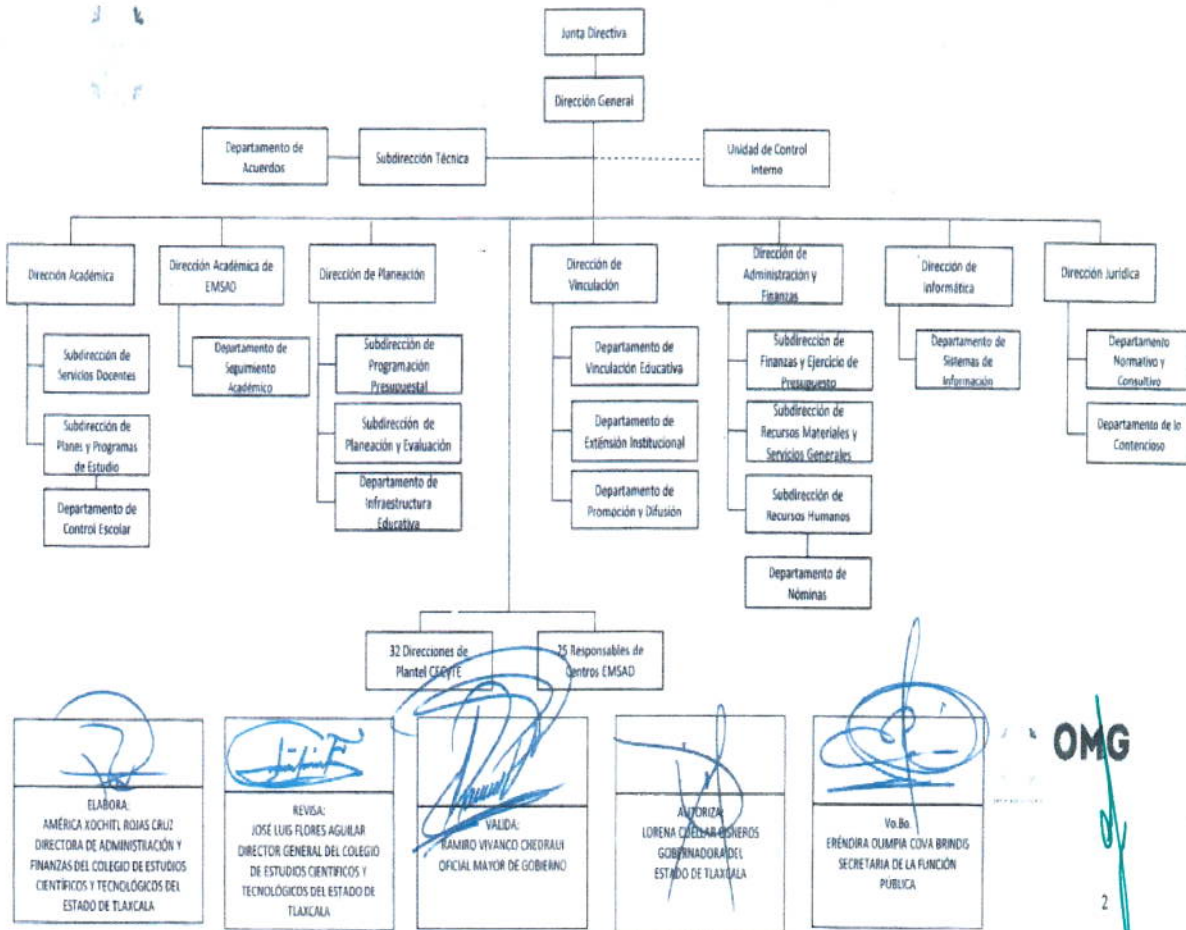 Junta Directiva
Dirección General
Departamento de
Acuerdos
Subdirección Técnica
Unidad de Control
Interno
Dirección Académica
Dirección Académica de
EMSAD
Dirección de Planeación
Dirección de
Vinculación
Dirección de
Administración y
Finanzas
Dirección de
Informática
Dirección Jurídica
Subdirección de
Servicios Docentes
Subdirección de
Planes y Programas
de Estudio
Departamento de
Control Escolar
Departamento de
Seguimiento
Académico
Subdirección de
Programación
Presupuestal
Subdirección de
Planeación y Evaluación
Departamento de
Infraestructura
Educativa
Departamento de
Vinculación Educativa
Departamento de
Extensión Institucional
Departamento de
Promoción y Difusión
Subdirección de
Finanzas y Ejercicio de
Presupuesto
Subdirección de
Recursos Materiales y
Servicios Generales
Subdirección de
Recursos Humanos
Departamento de
Nóminas
Departamento de
Sistemas de
Información
Departamento
Normativo y
Consultivo
Departamento de lo
Contencioso
32 Direcciones de
Plantel CECyTE
25 Responsables de
Centros EMSAD
ELABORA:
AMÉRICA XOCHITL ROJAS CRUZ
DIRECTORA DE ADMINISTRACIÓN Y
FINANZAS DEL COLEGIO DE ESTUDIOS
CIENTÍFICOS Y TECNOLÓGICOS DEL
ESTADO DE TLAXCALA
REVISA:
JOSÉ LUIS FLORES AGUILAR
DIRECTOR GENERAL DEL COLEGIO
DE ESTUDIOS CIENTIFICOS Y
TECNOLÓGICOS DEL ESTADO DE
TLAXCALA
VALIDA:
RAMIRO VIVANCO CHEDRAUI
OFICIAL MAYOR DE GOBIERNO
AUTORIZA:
LORENA CUELLAR CISNEROS
GOBERNADORA DEL
ESTADO DE TLAXCALA
Vo.Bo.
ERÉNDIRA OLIMPIA COVA BRINDIS
SECRETARIA DE LA FUNCIÓN
PÚBLICA
OMG
2